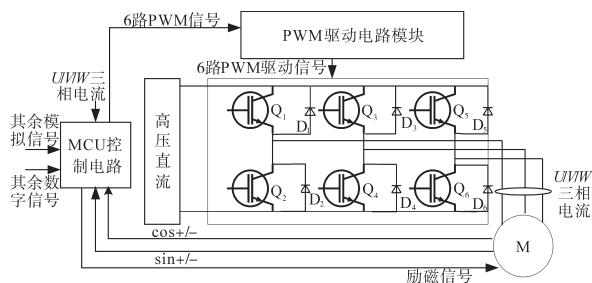 6路PWM信号
PWM驱动电路模块
6路PWM驱动信号
U/V/W三
相电流
其余模
拟信号
MCU控
制电路
其余数
字信号
高压直流
Q1
D1
Q3
D3
Q5
D5
Q2
D2
Q4
D4
Q6
D6
U/V/W
三相
电流
M
cos+/−
sin+/−
励磁信号